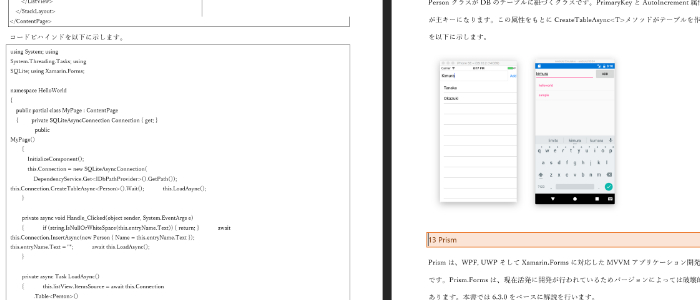 </ListView>
</StackLayout>
</ContentPage>
コードビハインドを以下に示します。
using System; using
System.Threading.Tasks; using
SQLite; using Xamarin.Forms;
namespace HelloWorld
{
public partial class MyPage : ContentPage
{ private SQLiteAsyncConnection Connection { get; }
public
MyPage()
{
InitializeComponent();
this.Connection = new SQLiteAsyncConnection(
DependencyService.Get<IDbPathProvider>().GetPath());
this.Connection.CreateTableAsync<Person>().Wait(); this.LoadAsync();
}
private async void Handle_Clicked(object sender, System.EventArgs e)
{ if (string.IsNullOrWhiteSpace(this.entryName.Text)) { return; } await
this.Connection.InsertAsync(new Person { Name = this.entryName.Text });
this.entryName.Text = ""; await this.LoadAsync();
}
private async Task LoadAsync()
{ this.listView.ItemsSource = await this.Connection
.Table<Person>()
Person クラスが DB のテーブルに紐づくクラスです。PrimaryKey と AutoIncrement 属
が主キーになります。この属性をもとに CreateTableAsync<T>メソッドがテーブルを作
を以下に示します。
Kimura
Tanaka
Kimura
13 Prism
Prism は、WPF, UWP そして Xamarin.Forms に対応した MVVM アプリケーション開発
です。Prism.Forms は、現在活発に開発が行われているためバージョンによっては破壊的
あります。本書では 6.3.0 をベースに解説を行います。